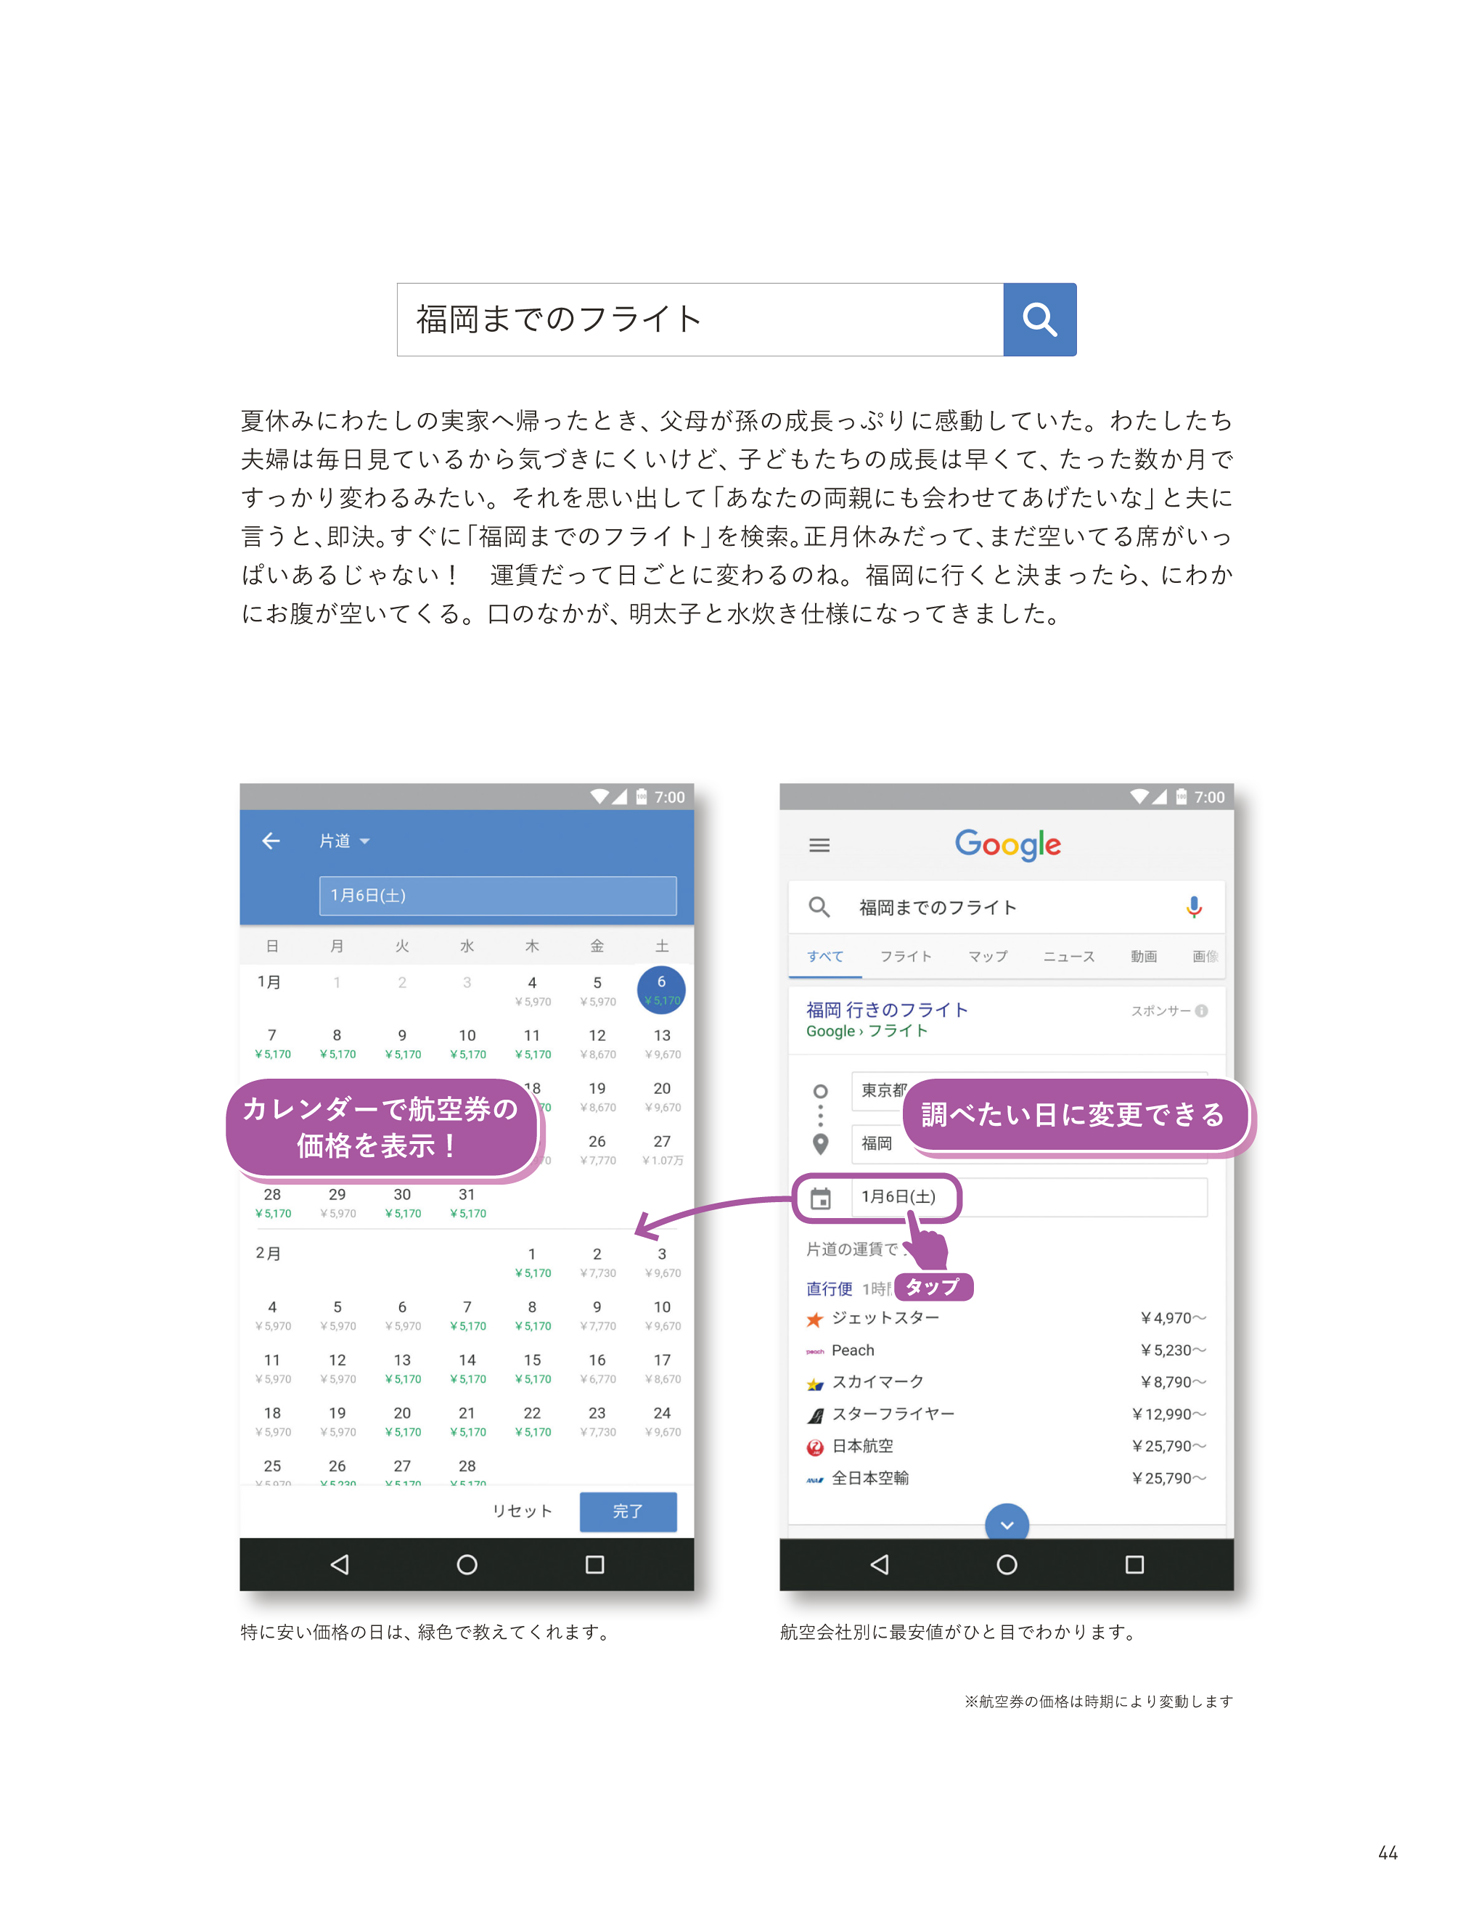 福岡までのフライト
夏休みにわたしの実家へ帰ったとき、父母が孫の成長っぷりに感動していた。わたしたち
夫婦は毎日見ているから気づきにくいけど、子どもたちの成長は早くて、たった数か月で
すっかり変わるみたい。それを思い出して「あなたの両親にも会わせてあげたいな」と夫に
言うと、即決。すぐに「福岡までのフライト」を検索。正月休みだって、まだ空いてる席がいっ
ぱいあるじゃない！　運賃だって日ごとに変わるのね。福岡に行くと決まったら、にわか
にお腹が空いてくる。口のなかが、明太子と水炊き仕様になってきました。
7:00
片道
1月6日(土)
日 月 火 水 木 金 土
1月 1 2 3 4 5 6
¥5,970 ¥5,970 ¥5,170
7 8 9 10 11 12 13
¥5,170 ¥5,170 ¥5,170 ¥5,170 ¥5,170 ¥8,670 ¥9,670
18 19 20
70 ¥8,670 ¥9,670
カレンダーで航空券の
価格を表示！
26 27
70 ¥7,770 ¥1.07万
28 29 30 31
¥5,170 ¥5,970 ¥5,170 ¥5,170
2月 1 2 3
¥5,170 ¥7,730 ¥9,670
4 5 6 7 8 9 10
¥5,970 ¥5,970 ¥5,970 ¥5,170 ¥5,170 ¥7,770 ¥9,670
11 12 13 14 15 16 17
¥5,970 ¥5,970 ¥5,170 ¥5,170 ¥5,170 ¥6,770 ¥8,670
18 19 20 21 22 23 24
¥5,970 ¥5,970 ¥5,170 ¥5,170 ¥5,170 ¥7,730 ¥9,670
25 26 27 28
¥5,970 ¥5,230 ¥5,170 ¥5,170
リセット 完了
特に安い価格の日は、緑色で教えてくれます。
7:00
Google
福岡までのフライト
すべて フライト マップ ニュース 動画 画像
福岡 行きのフライト スポンサー
Google › フライト
東京都
調べたい日に変更できる
福岡
1月6日(土)
片道の運賃で
直行便 1時
タップ
ジェットスター ¥4,970〜
Peach ¥5,230〜
スカイマーク ¥8,790〜
スターフライヤー ¥12,990〜
日本航空 ¥25,790〜
ANA 全日本空輸 ¥25,790〜
航空会社別に最安値がひと目でわかります。
※航空券の価格は時期により変動します
44